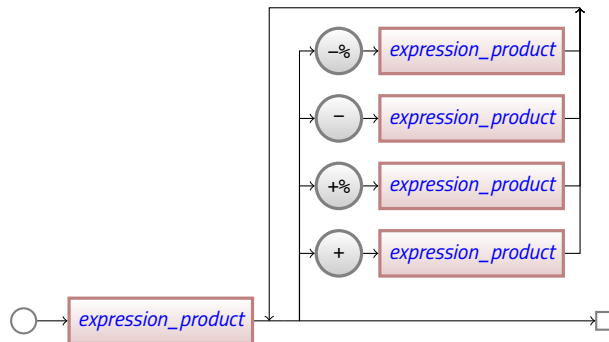 -% expression_product
- expression_product
+% expression_product
+ expression_product
expression_product